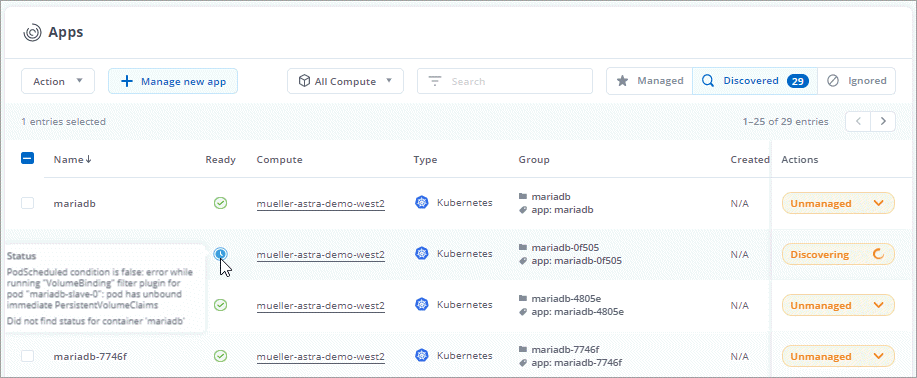 Apps
Action
+ Manage new app
All Compute
Search
Managed
Discovered 29
Ignored
1 entries selected
1–25 of 29 entries
Name Ready Compute Type Group Created Actions
mariadb mueller-astra-demo-west2 Kubernetes mariadb N/A Unmanaged
app: mariadb
mueller-astra-demo-west2 Kubernetes mariadb-0f505 N/A Discovering
app: mariadb-0f505
Status
PodScheduled condition is false: error while
running "VolumeBinding" filter plugin for
pod "mariadb-slave-0": pod has unbound
immediate PersistentVolumeClaims
Did not find status for container 'mariadb'
mueller-astra-demo-west2 Kubernetes mariadb-4805e N/A Unmanaged
app: mariadb-4805e
mariadb-7746f mueller-astra-demo-west2 Kubernetes mariadb-7746f N/A Unmanaged
app: mariadb-7746f